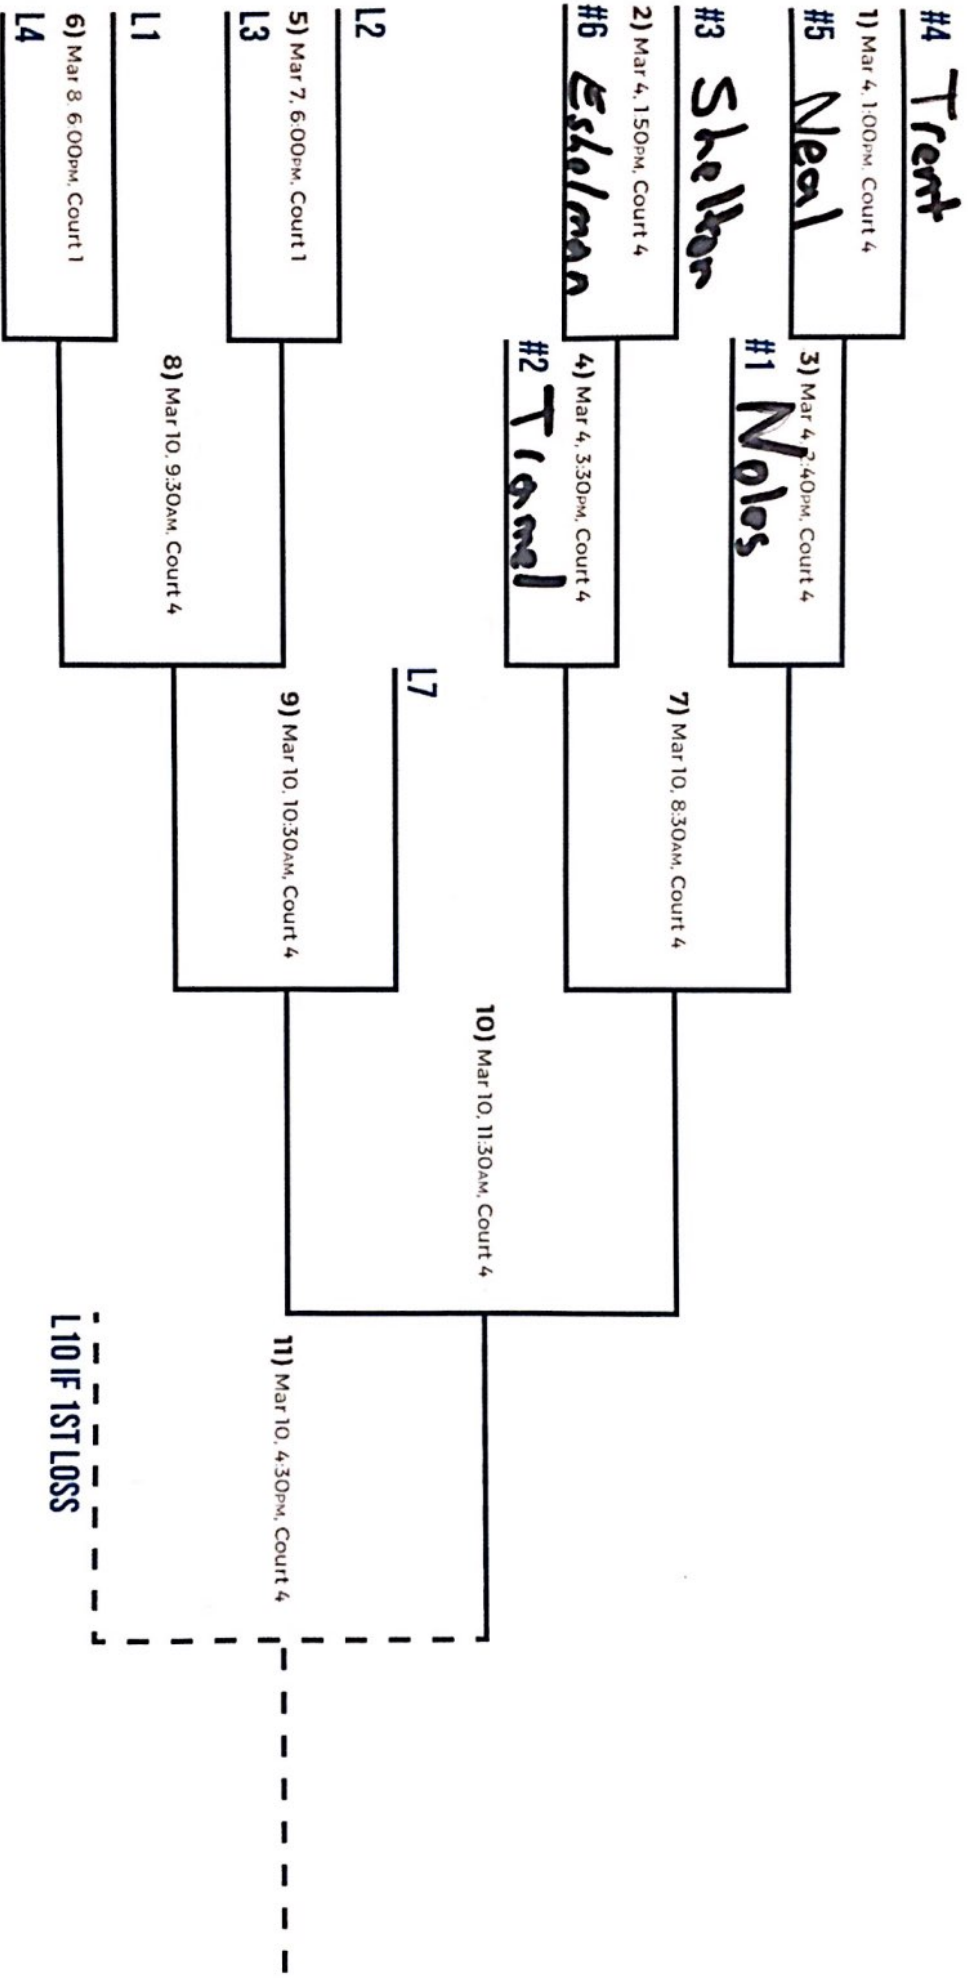 #4 Trent
1) Mar 4, 1:00PM, Court 4
#5 Neal
3) Mar 4, 2:40PM, Court 4
#1 Nolos
#3 Shelton
2) Mar 4, 1:50PM, Court 4
#6 Eshelman
4) Mar 4, 3:30PM, Court 4
#2 Tramel
7) Mar 10, 8:30AM, Court 4
10) Mar 10, 11:30AM, Court 4
L2
5) Mar 7, 6:00PM, Court 1
L3
L7
9) Mar 10, 10:30AM, Court 4
11) Mar 10, 4:30PM, Court 4
8) Mar 10, 9:30AM, Court 4
L1
6) Mar 8, 6:00PM, Court 1
L4
L10 IF 1ST LOSS